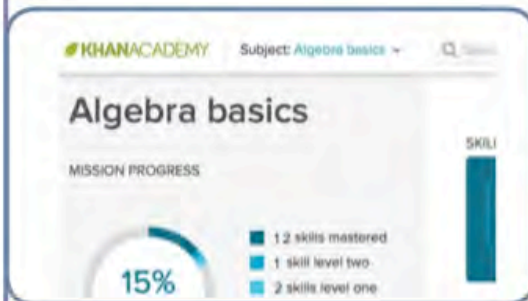 KHANACADEMY Subject: Algebra basics
Algebra basics
SKILL
MISSION PROGRESS
12 skills mastered
1 skill level two
15%
2 skills level one